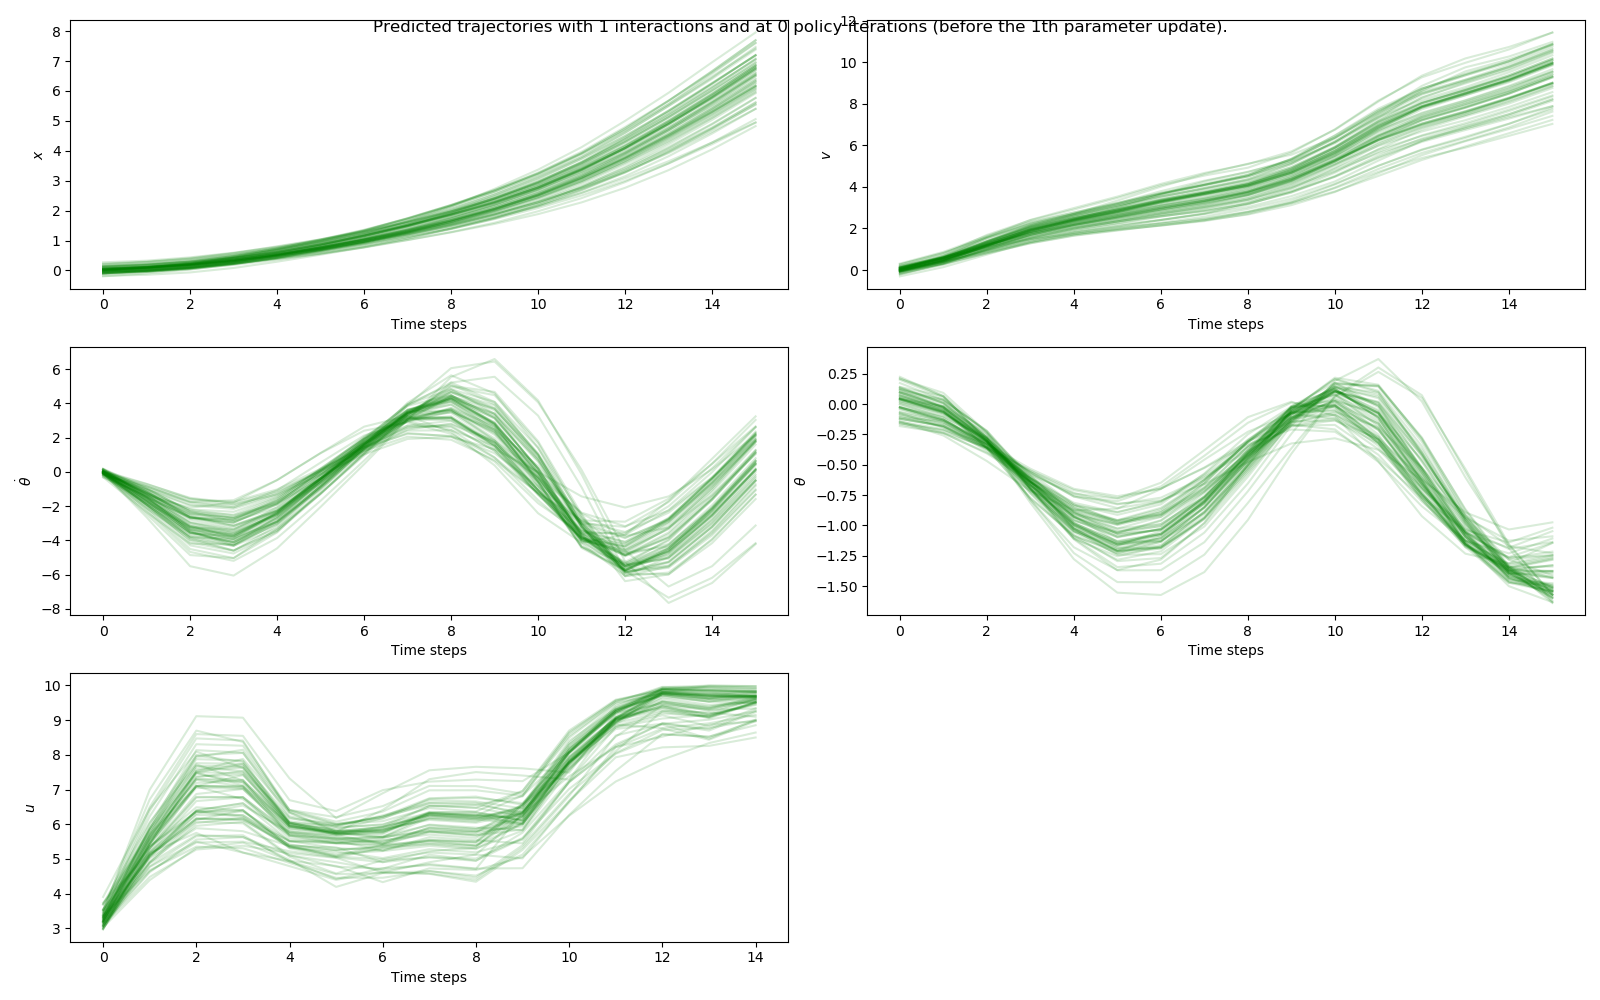 Predicted trajectories with 1 interactions and at 0 policy iterations (before the 1th parameter update).
8
7
6
5
4
3
2
1
0
x
0 2 4 6 8 10 12 14
Time steps
12
10
8
6
4
2
0
v
0 2 4 6 8 10 12 14
Time steps
6
4
2
0
−2
−4
−6
−8
θ̇
0 2 4 6 8 10 12 14
Time steps
0.25
0.00
−0.25
−0.50
−0.75
−1.00
−1.25
−1.50
θ
0 2 4 6 8 10 12 14
Time steps
10
9
8
7
6
5
4
3
u
0 2 4 6 8 10 12 14
Time steps